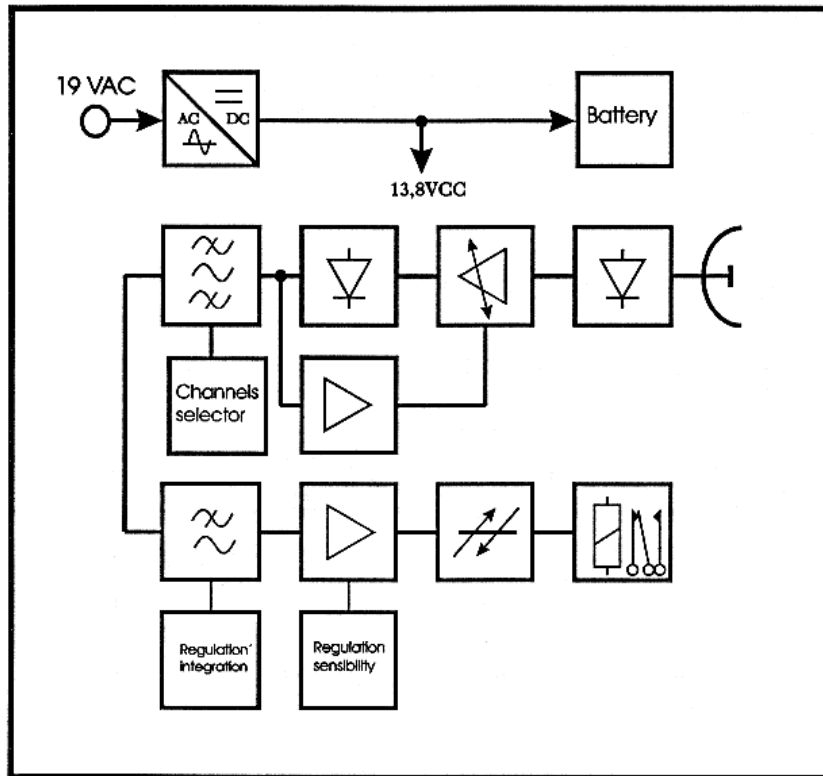 19 VAC
AC
DC
Battery
13,8VCC
Channels
selector
Regulation'
integration
Regulation
sensibility